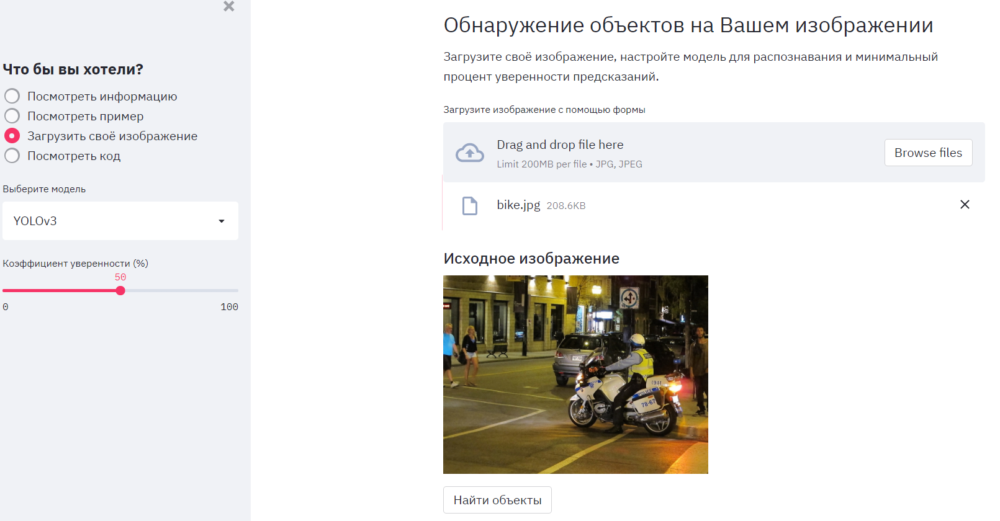 Что бы вы хотели?
Посмотреть информацию
Посмотреть пример
Загрузить своё изображение
Посмотреть код
Выберите модель
YOLOv3
Коэффициент уверенности (%)
50
0
100
Обнаружение объектов на Вашем изображении
Загрузите своё изображение, настройте модель для распознавания и минимальный
процент уверенности предсказаний.
Загрузите изображение с помощью формы
Drag and drop file here
Limit 200MB per file • JPG, JPEG
Browse files
bike.jpg 208.6KB
Исходное изображение
POLICE
78-67
Найти объекты